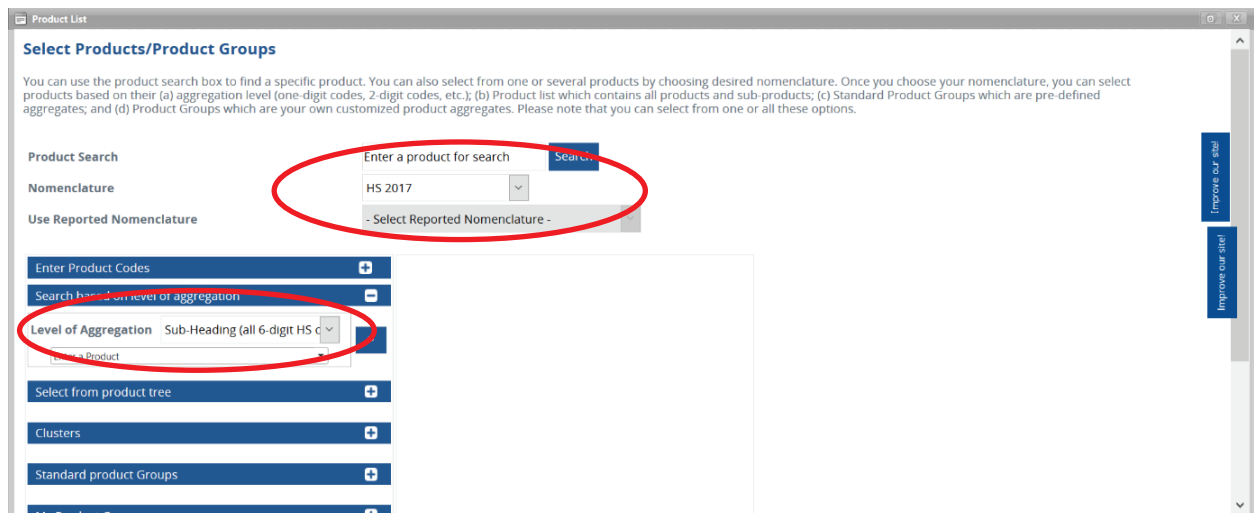 Product List
Select Products/Product Groups
You can use the product search box to find a specific product. You can also select from one or several products by choosing desired nomenclature. Once you choose your nomenclature, you can select
products based on their (a) aggregation level (one-digit codes, 2-digit codes, etc.); (b) Product list which contains all products and sub-products; (c) Standard Product Groups which are pre-defined
aggregates; and (d) Product Groups which are your own customized product aggregates. Please note that you can select from one or all these options.
Product Search Enter a product for search Search
Nomenclature HS 2017
Use Reported Nomenclature - Select Reported Nomenclature -
Improve our site!
Improve our site!
Enter Product Codes
Search based on level of aggregation
Level of Aggregation Sub-Heading (all 6-digit HS c
Enter a Product
Select from product tree
Clusters
Standard product Groups